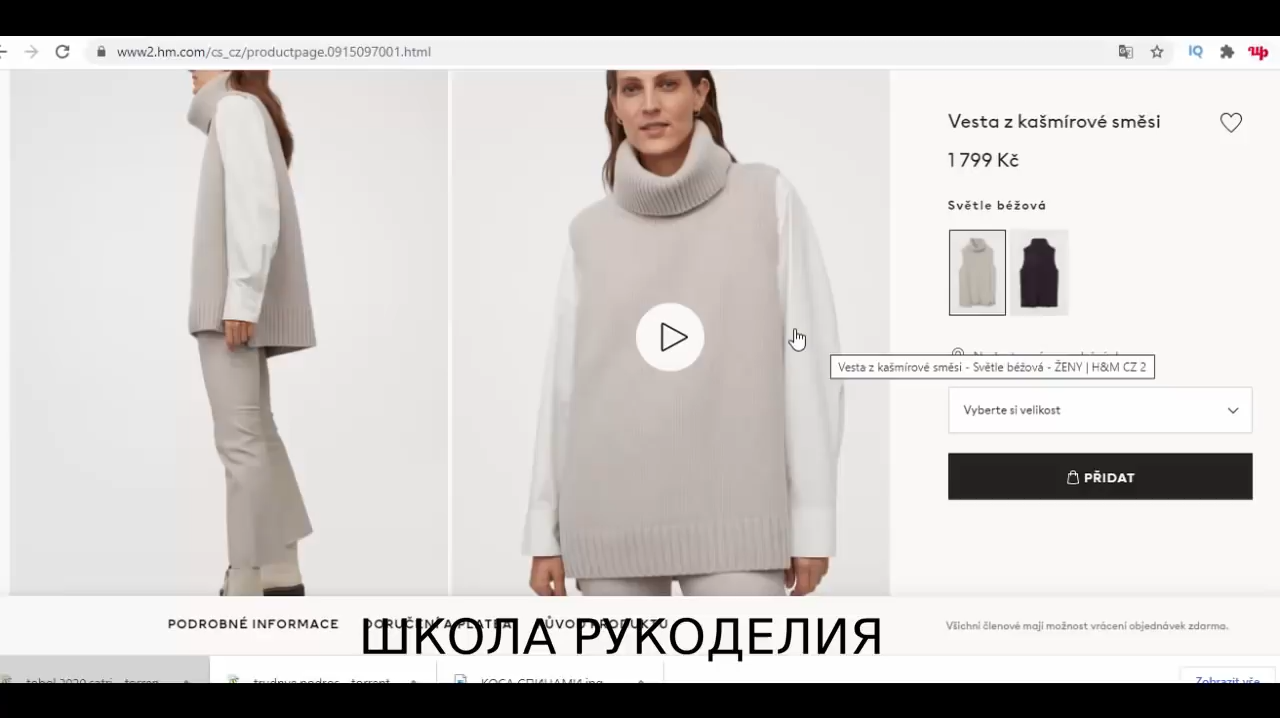 www2.hm.com/cs_cz/productpage.0915097001.html
IQ
Vesta z kašmírové směsi
1 799 Kč
Světle béžová
Vesta z kašmírové směsi - Světle béžová - ŽENY | H&M CZ 2
Vyberte si velikost
PŘIDAT
PODROBNÉ INFORMACE
Všichni členové mají možnost vrácení objednávek zdarma.
ШКОЛА РУКОДЕЛИЯ
Zobrazit vše